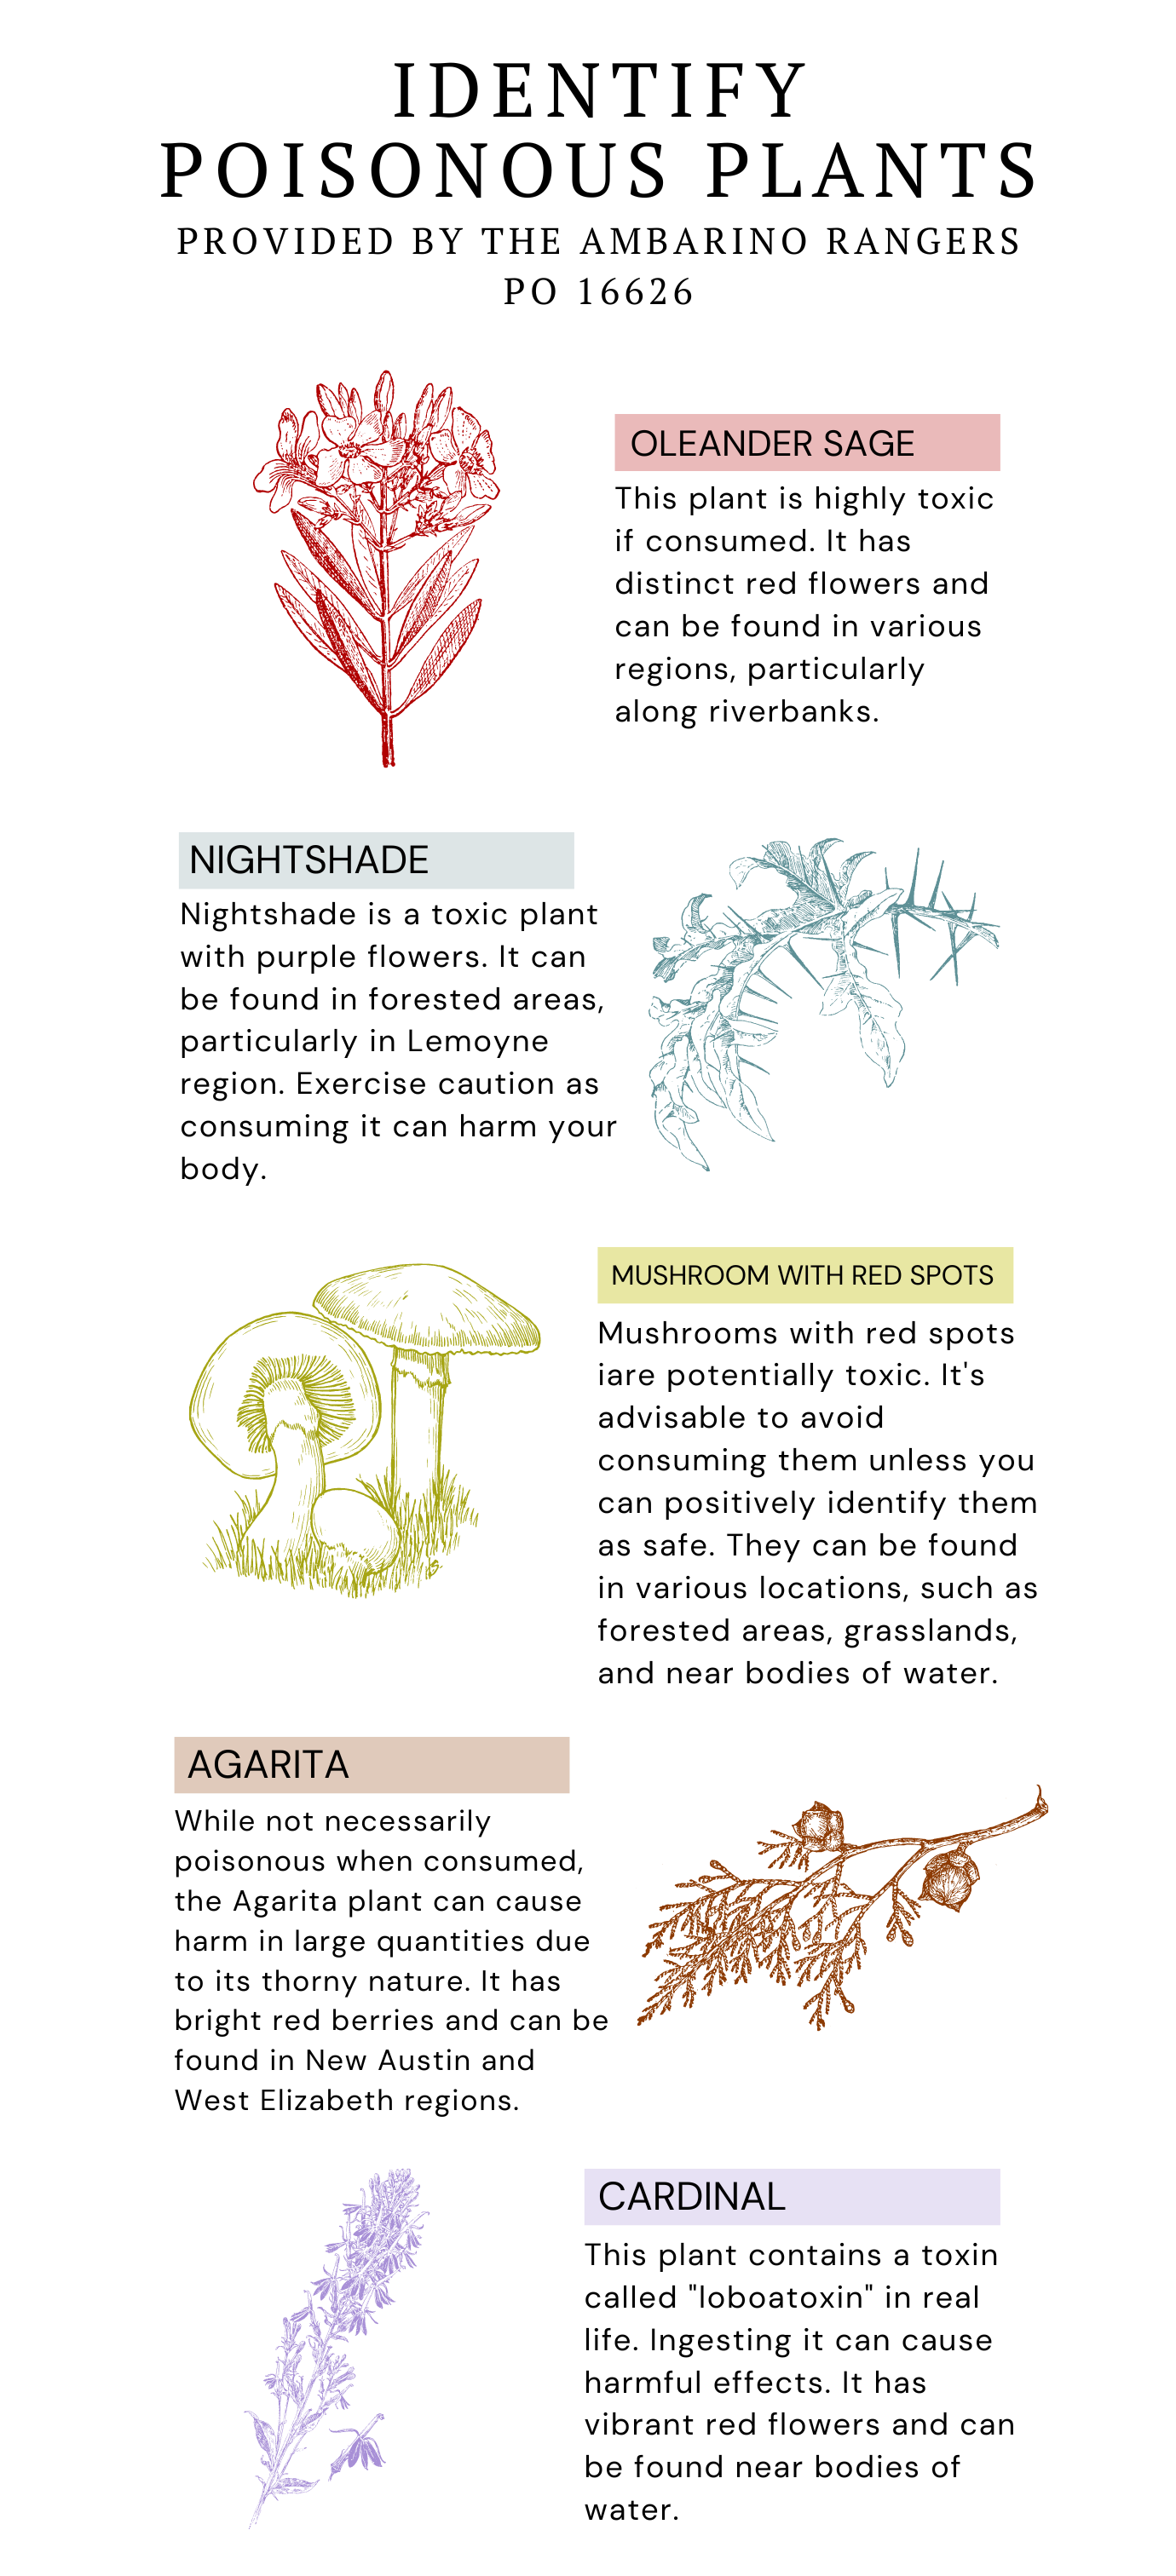 IDENTIFY
POISONOUS PLANTS
PROVIDED BY THE AMBARINO RANGERS
PO 16626
OLEANDER SAGE
This plant is highly toxic
if consumed. It has
distinct red flowers and
can be found in various
regions, particularly
along riverbanks.
NIGHTSHADE
Nightshade is a toxic plant
with purple flowers. It can
be found in forested areas,
particularly in Lemoyne
region. Exercise caution as
consuming it can harm your
body.
MUSHROOM WITH RED SPOTS
Mushrooms with red spots
iare potentially toxic. It's
advisable to avoid
consuming them unless you
can positively identify them
as safe. They can be found
in various locations, such as
forested areas, grasslands,
and near bodies of water.
AGARITA
While not necessarily
poisonous when consumed,
the Agarita plant can cause
harm in large quantities due
to its thorny nature. It has
bright red berries and can be
found in New Austin and
West Elizabeth regions.
CARDINAL
This plant contains a toxin
called "loboatoxin" in real
life. Ingesting it can cause
harmful effects. It has
vibrant red flowers and can
be found near bodies of
water.